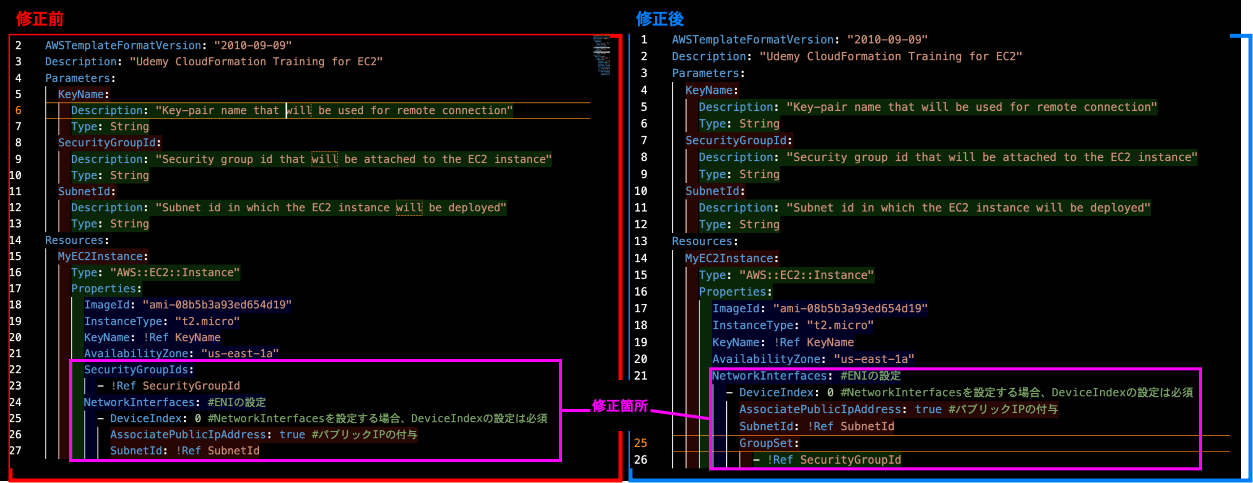 修正前
2 AWSTemplateFormatVersion: "2010-09-09"
3 Description: "Udemy CloudFormation Training for EC2"
4 Parameters:
5 KeyName:
6 Description: "Key-pair name that will be used for remote connection"
7 Type: String
8 SecurityGroupId:
9 Description: "Security group id that will be attached to the EC2 instance"
10 Type: String
11 SubnetId:
12 Description: "Subnet id in which the EC2 instance will be deployed"
13 Type: String
14 Resources:
15 MyEC2Instance:
16 Type: "AWS::EC2::Instance"
17 Properties:
18 ImageId: "ami-08b5b3a93ed654d19"
19 InstanceType: "t2.micro"
20 KeyName: !Ref KeyName
21 AvailabilityZone: "us-east-1a"
22 SecurityGroupIds:
23 - !Ref SecurityGroupId
24 NetworkInterfaces: #ENIの設定
25 - DeviceIndex: 0 #NetworkInterfacesを設定する場合、DeviceIndexの設定は必須
26 AssociatePublicIpAddress: true #パブリックIPの付与
27 SubnetId: !Ref SubnetId
修正箇所
修正後
1 AWSTemplateFormatVersion: "2010-09-09"
2 Description: "Udemy CloudFormation Training for EC2"
3 Parameters:
4 KeyName:
5 Description: "Key-pair name that will be used for remote connection"
6 Type: String
7 SecurityGroupId:
8 Description: "Security group id that will be attached to the EC2 instance"
9 Type: String
10 SubnetId:
11 Description: "Subnet id in which the EC2 instance will be deployed"
12 Type: String
13 Resources:
14 MyEC2Instance:
15 Type: "AWS::EC2::Instance"
16 Properties:
17 ImageId: "ami-08b5b3a93ed654d19"
18 InstanceType: "t2.micro"
19 KeyName: !Ref KeyName
20 AvailabilityZone: "us-east-1a"
21 NetworkInterfaces: #ENIの設定
- DeviceIndex: 0 #NetworkInterfacesを設定する場合、DeviceIndexの設定は必須
AssociatePublicIpAddress: true #パブリックIPの付与
SubnetId: !Ref SubnetId
25 GroupSet:
26 - !Ref SecurityGroupId